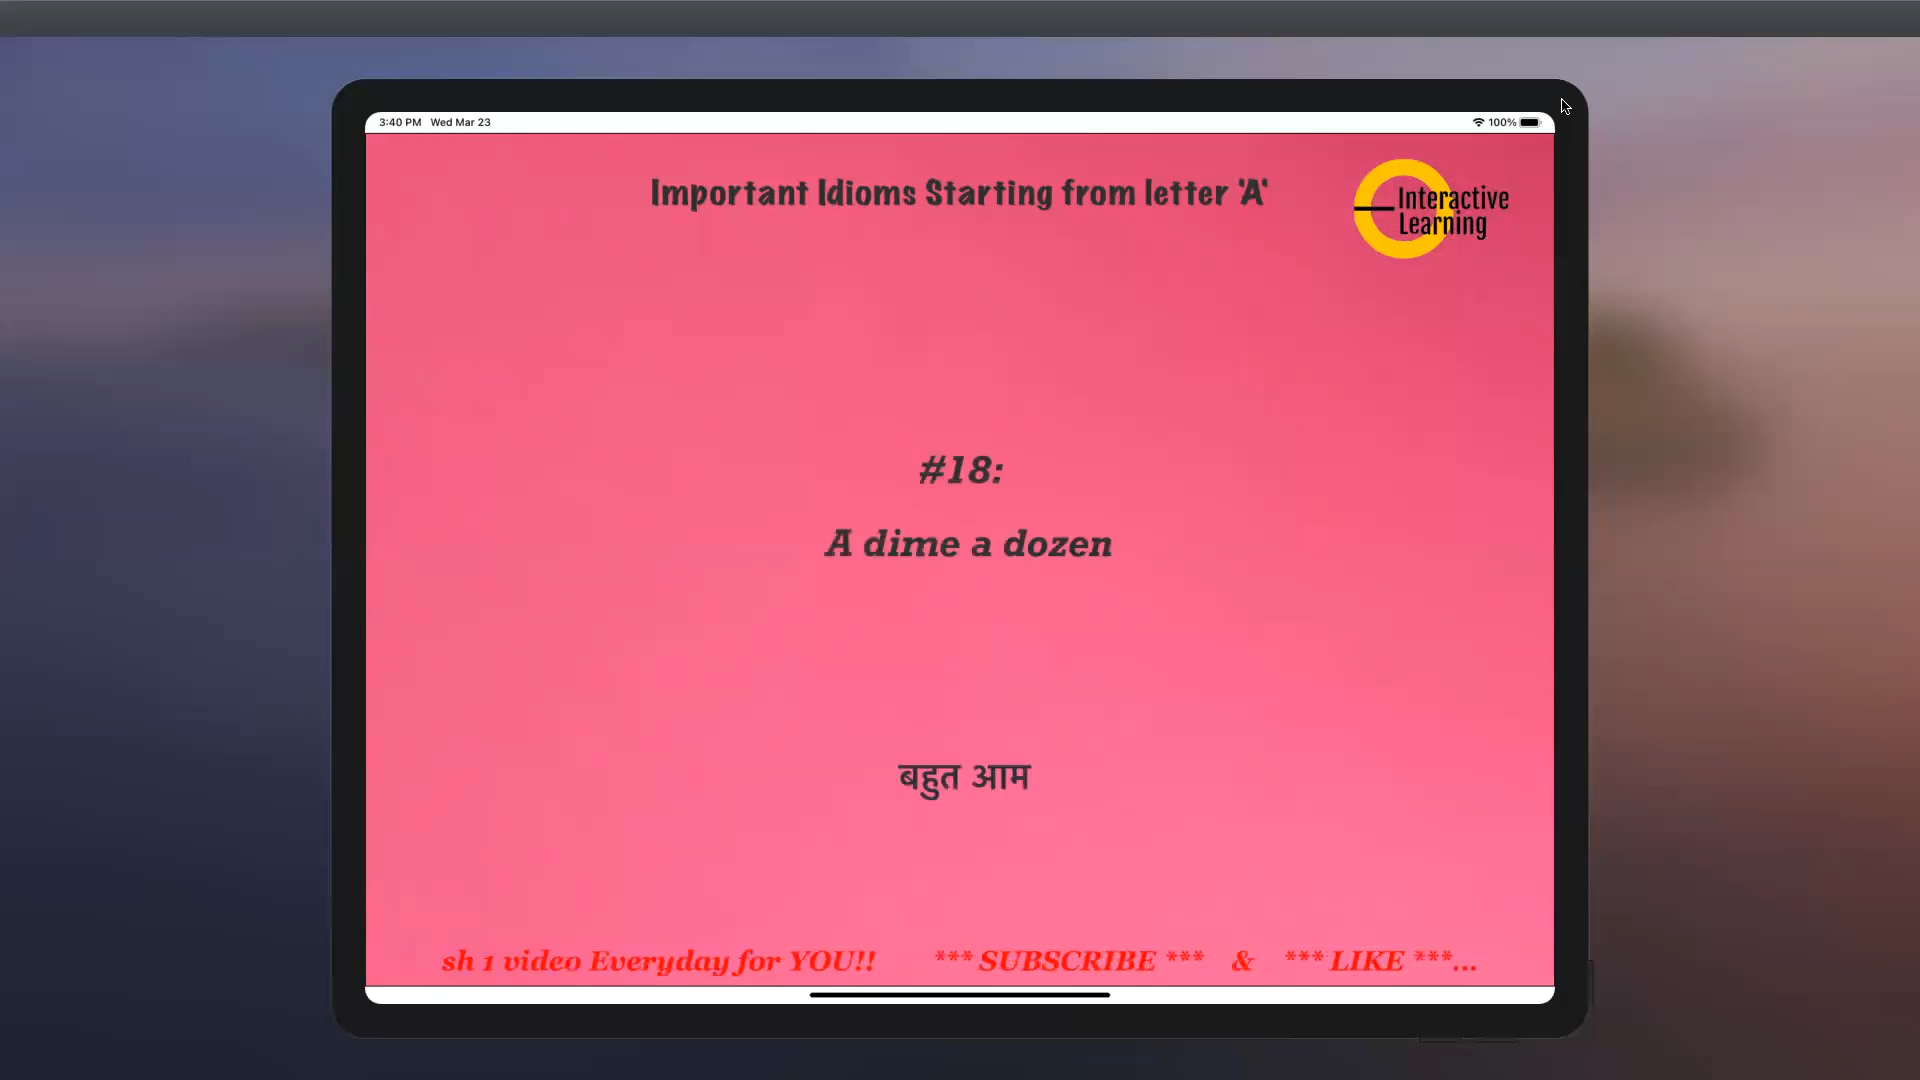 3:40 PM Wed Mar 23
100%
Important Idioms Starting from letter 'A'
Interactive
Learning
#18:
A dime a dozen
बहुत आम
sh 1 video Everyday for YOU!! *** SUBSCRIBE *** & *** LIKE ***...